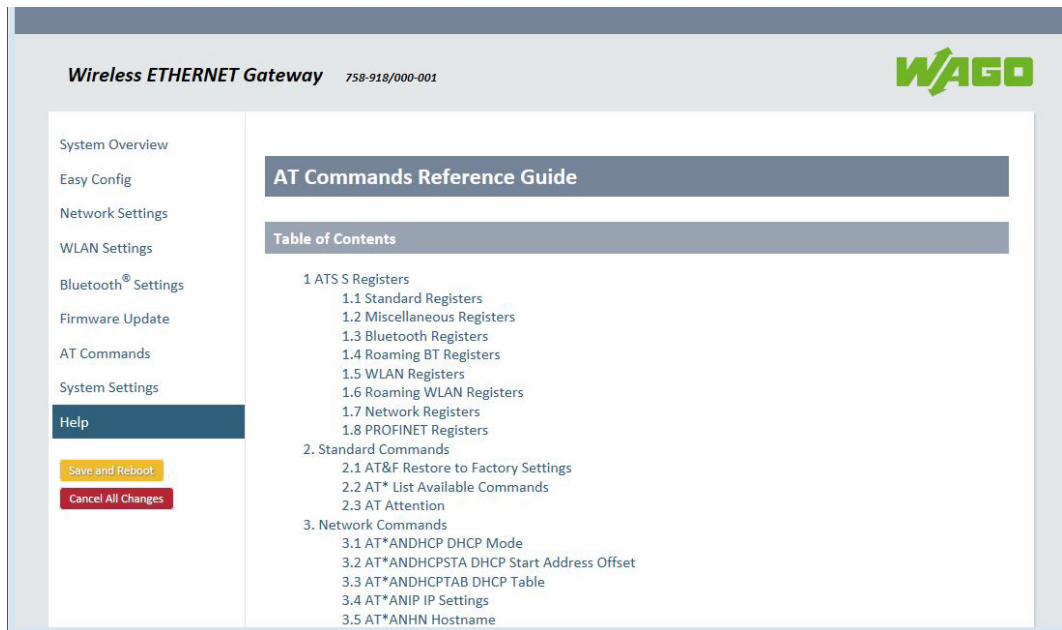 Wireless ETHERNET Gateway 758-918/000-001
WAGO
System Overview
Easy Config
Network Settings
WLAN Settings
Bluetooth® Settings
Firmware Update
AT Commands
System Settings
Help
Save and Reboot
Cancel All Changes
AT Commands Reference Guide
Table of Contents
1 ATS S Registers
1.1 Standard Registers
1.2 Miscellaneous Registers
1.3 Bluetooth Registers
1.4 Roaming BT Registers
1.5 WLAN Registers
1.6 Roaming WLAN Registers
1.7 Network Registers
1.8 PROFINET Registers
2. Standard Commands
2.1 AT&F Restore to Factory Settings
2.2 AT* List Available Commands
2.3 AT Attention
3. Network Commands
3.1 AT*ANDHCP DHCP Mode
3.2 AT*ANDHCPSTA DHCP Start Address Offset
3.3 AT*ANDHCPTAB DHCP Table
3.4 AT*ANIP IP Settings
3.5 AT*ANHN Hostname